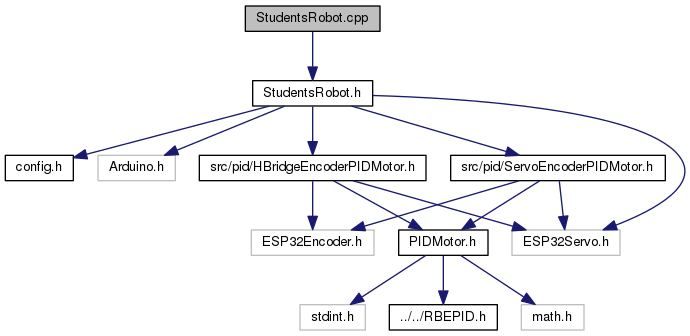 StudentsRobot.cpp
StudentsRobot.h
config.h
Arduino.h
src/pid/HBridgeEncoderPIDMotor.h
src/pid/ServoEncoderPIDMotor.h
ESP32Encoder.h
PIDMotor.h
ESP32Servo.h
stdint.h
../../RBEPID.h
math.h